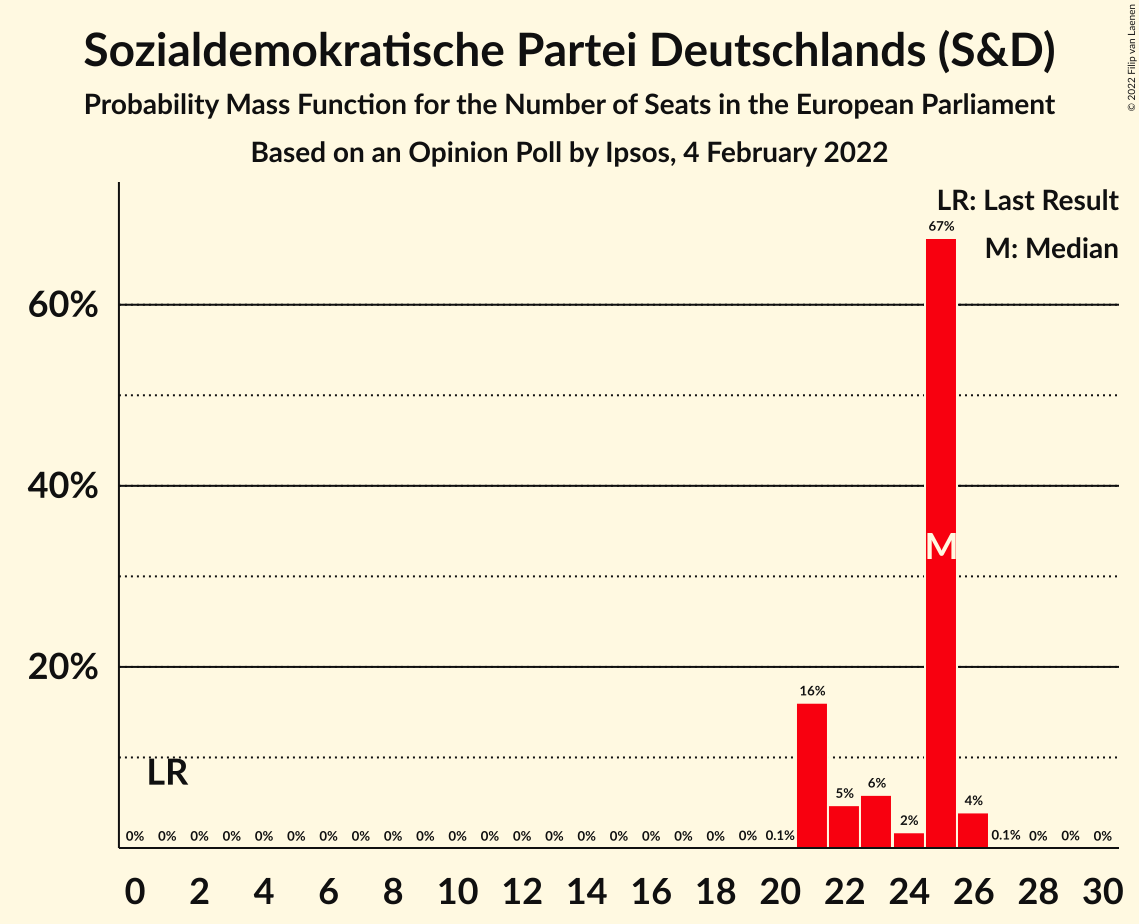 Sozialdemokratische Partei Deutschlands (S&D)
Probability Mass Function for the Number of Seats in the European Parliament
Based on an Opinion Poll by Ipsos, 4 February 2022
© 2022 Filip van Laenen
LR: Last Result
M: Median
67%
60%
40%
M
20%
16%
LR
5% 6% 2% 4%
0% 0% 0% 0% 0% 0% 0% 0% 0% 0% 0% 0% 0% 0% 0% 0% 0% 0% 0% 0% 0.1% 0.1% 0% 0% 0%
0 2 4 6 8 10 12 14 16 18 20 22 24 26 28 30